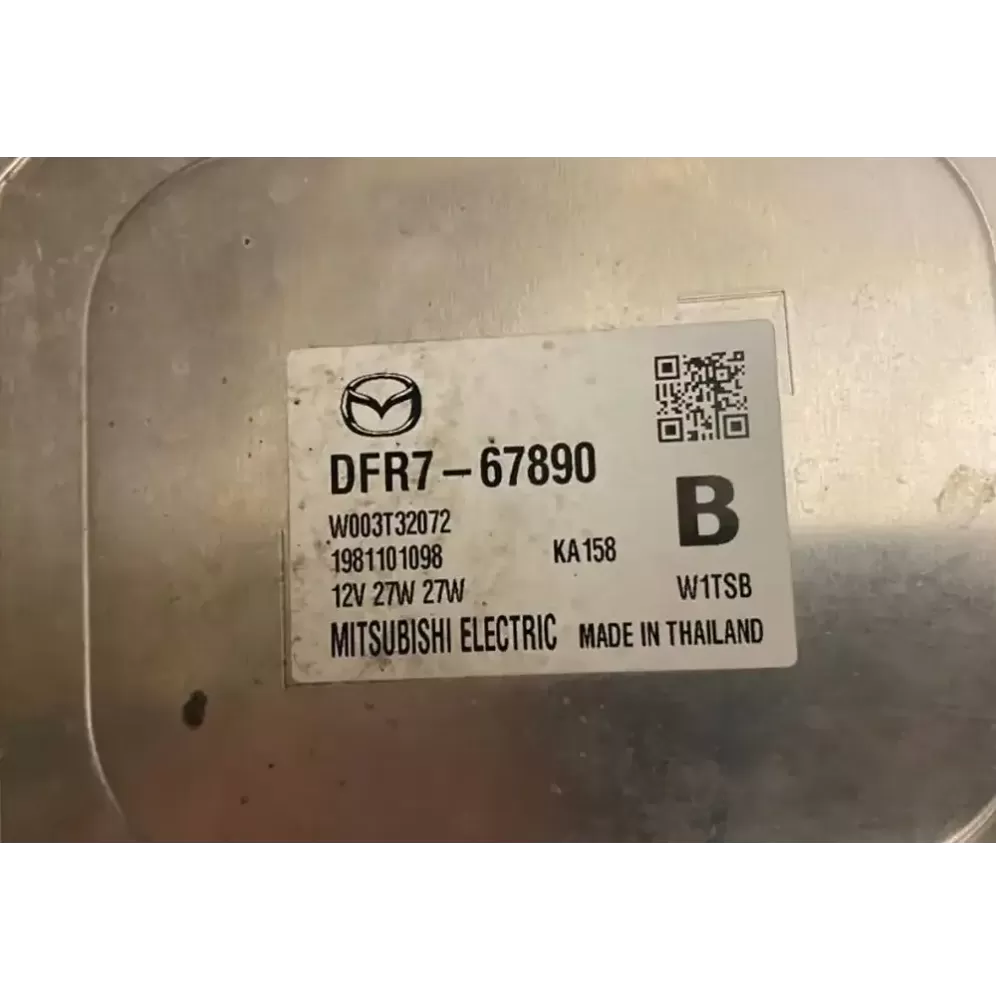 DFR7-67890
B
W003T32072
1981101098 KA158
12V 27W 27W W1TSB
MITSUBISHI ELECTRIC MADE IN THAILAND